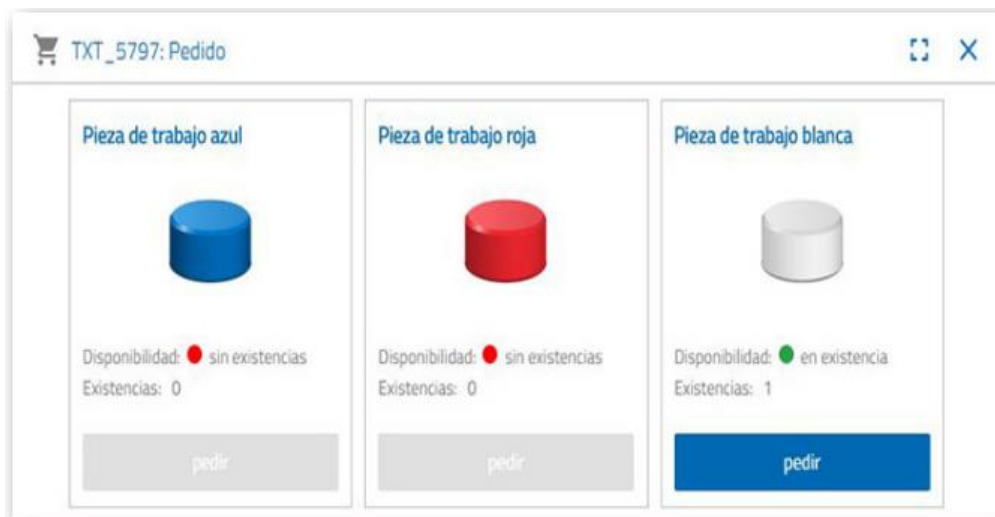 TXT_5797: Pedido
Pieza de trabajo azul
Disponibilidad: sin existencias
Existencias: 0
pedir
Pieza de trabajo roja
Disponibilidad: sin existencias
Existencias: 0
pedir
Pieza de trabajo blanca
Disponibilidad: en existencia
Existencias: 1
pedir